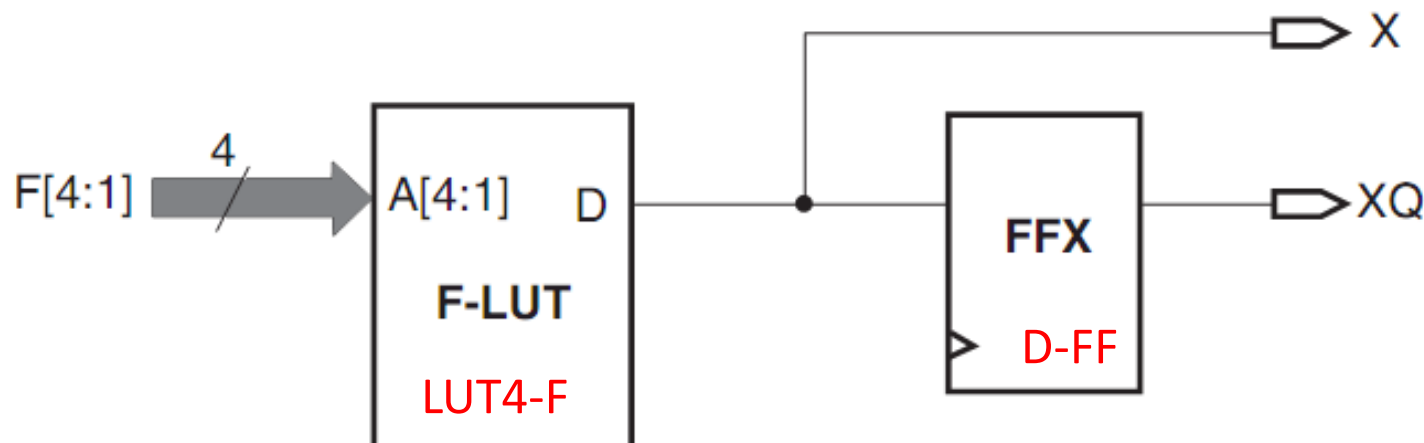 X
4
F[4:1]
A[4:1]
D
XQ
FFX
F-LUT
D-FF
LUT4-F